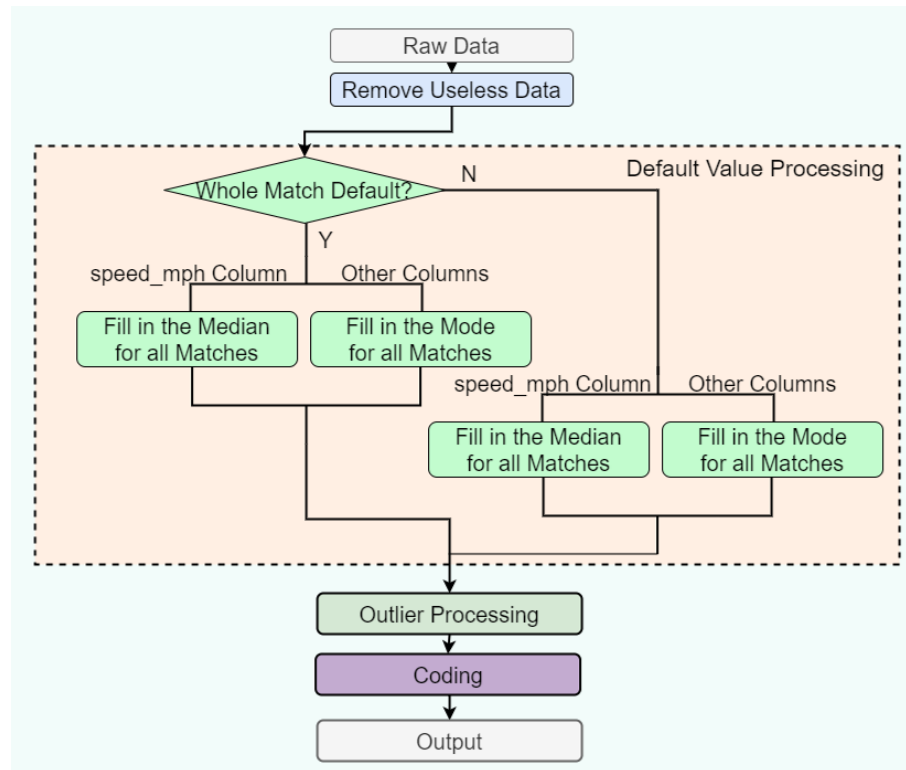 Raw Data
Remove Useless Data
Default Value Processing
Whole Match Default?
N
Y
speed_mph Column
Other Columns
Fill in the Median
for all Matches
Fill in the Mode
for all Matches
speed_mph Column
Other Columns
Fill in the Median
for all Matches
Fill in the Mode
for all Matches
Outlier Processing
Coding
Output